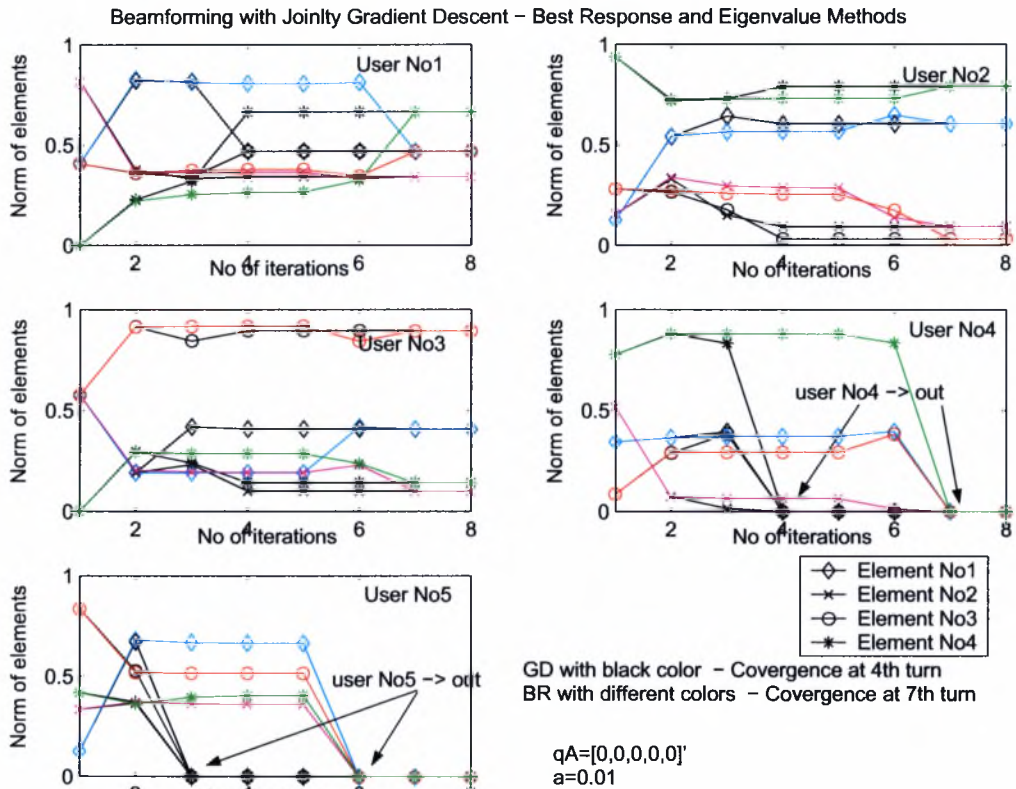 Beamforming with Joinlty Gradient Descent – Best Response and Eigenvalue Methods
1
User No1
0.5
Norm of elements
0
2 4 6 8
No of iterations
1
User No2
0.5
Norm of elements
0
2 4 6 8
No of iterations
1
User No3
0.5
Norm of elements
0
2 4 6 8
No of iterations
1
User No4
user No4 –> out
0.5
Norm of elements
0
2 4 6 8
No of iterations
Element No1
Element No2
Element No3
Element No4
1
User No5
user No5 –> out
0.5
Norm of elements
0
GD with black color – Covergence at 4th turn
BR with different colors – Covergence at 7th turn
qA=[0,0,0,0,0]'
a=0.01